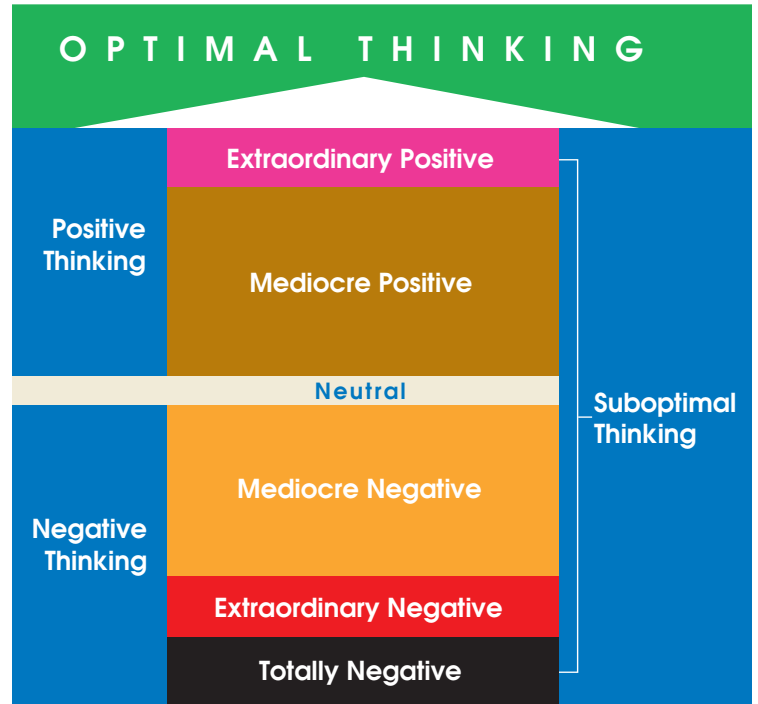 OPTIMAL THINKING
Extraordinary Positive
Positive
Thinking
Mediocre Positive
Neutral
Suboptimal
Thinking
Mediocre Negative
Negative
Thinking
Extraordinary Negative
Totally Negative